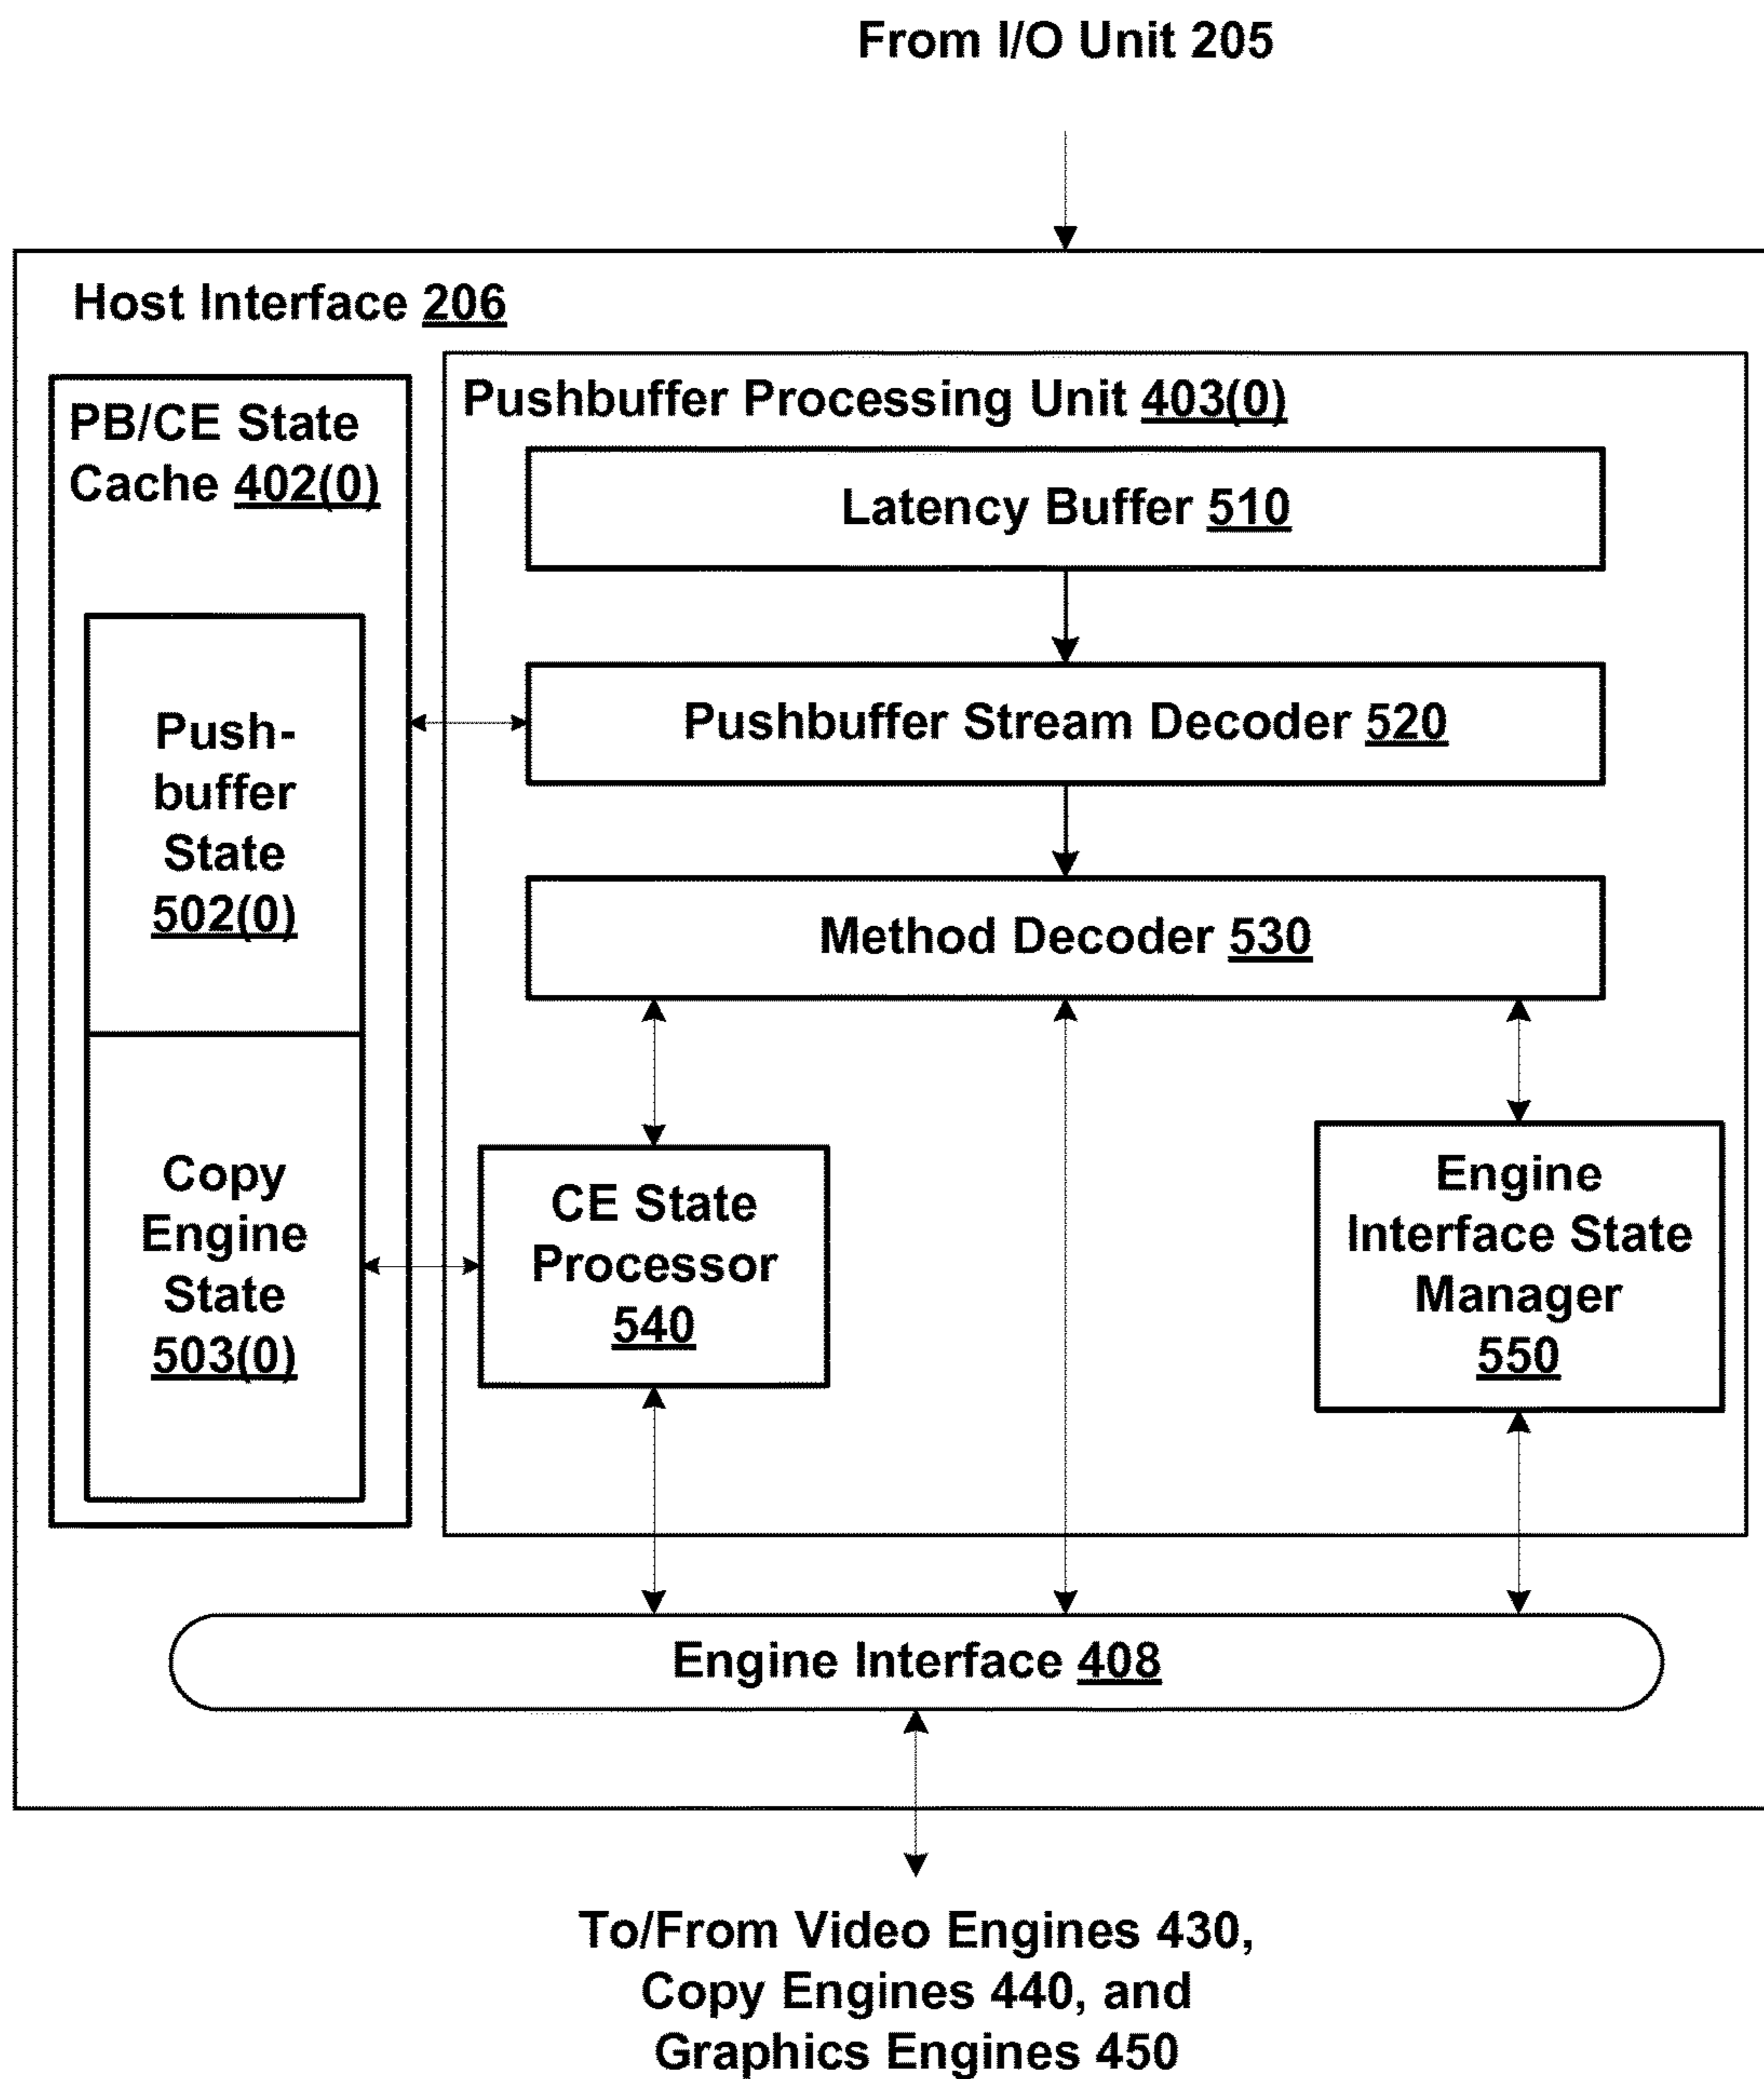 From I/O Unit 205
Host Interface 206
PB/CE State
Cache 402(0)
Push-
buffer
State
502(0)
Copy
Engine
State
503(0)
Pushbuffer Processing Unit 403(0)
Latency Buffer 510
Pushbuffer Stream Decoder 520
Method Decoder 530
CE State
Processor
540
Engine
Interface State
Manager
550
Engine Interface 408
To/From Video Engines 430,
Copy Engines 440, and
Graphics Engines 450